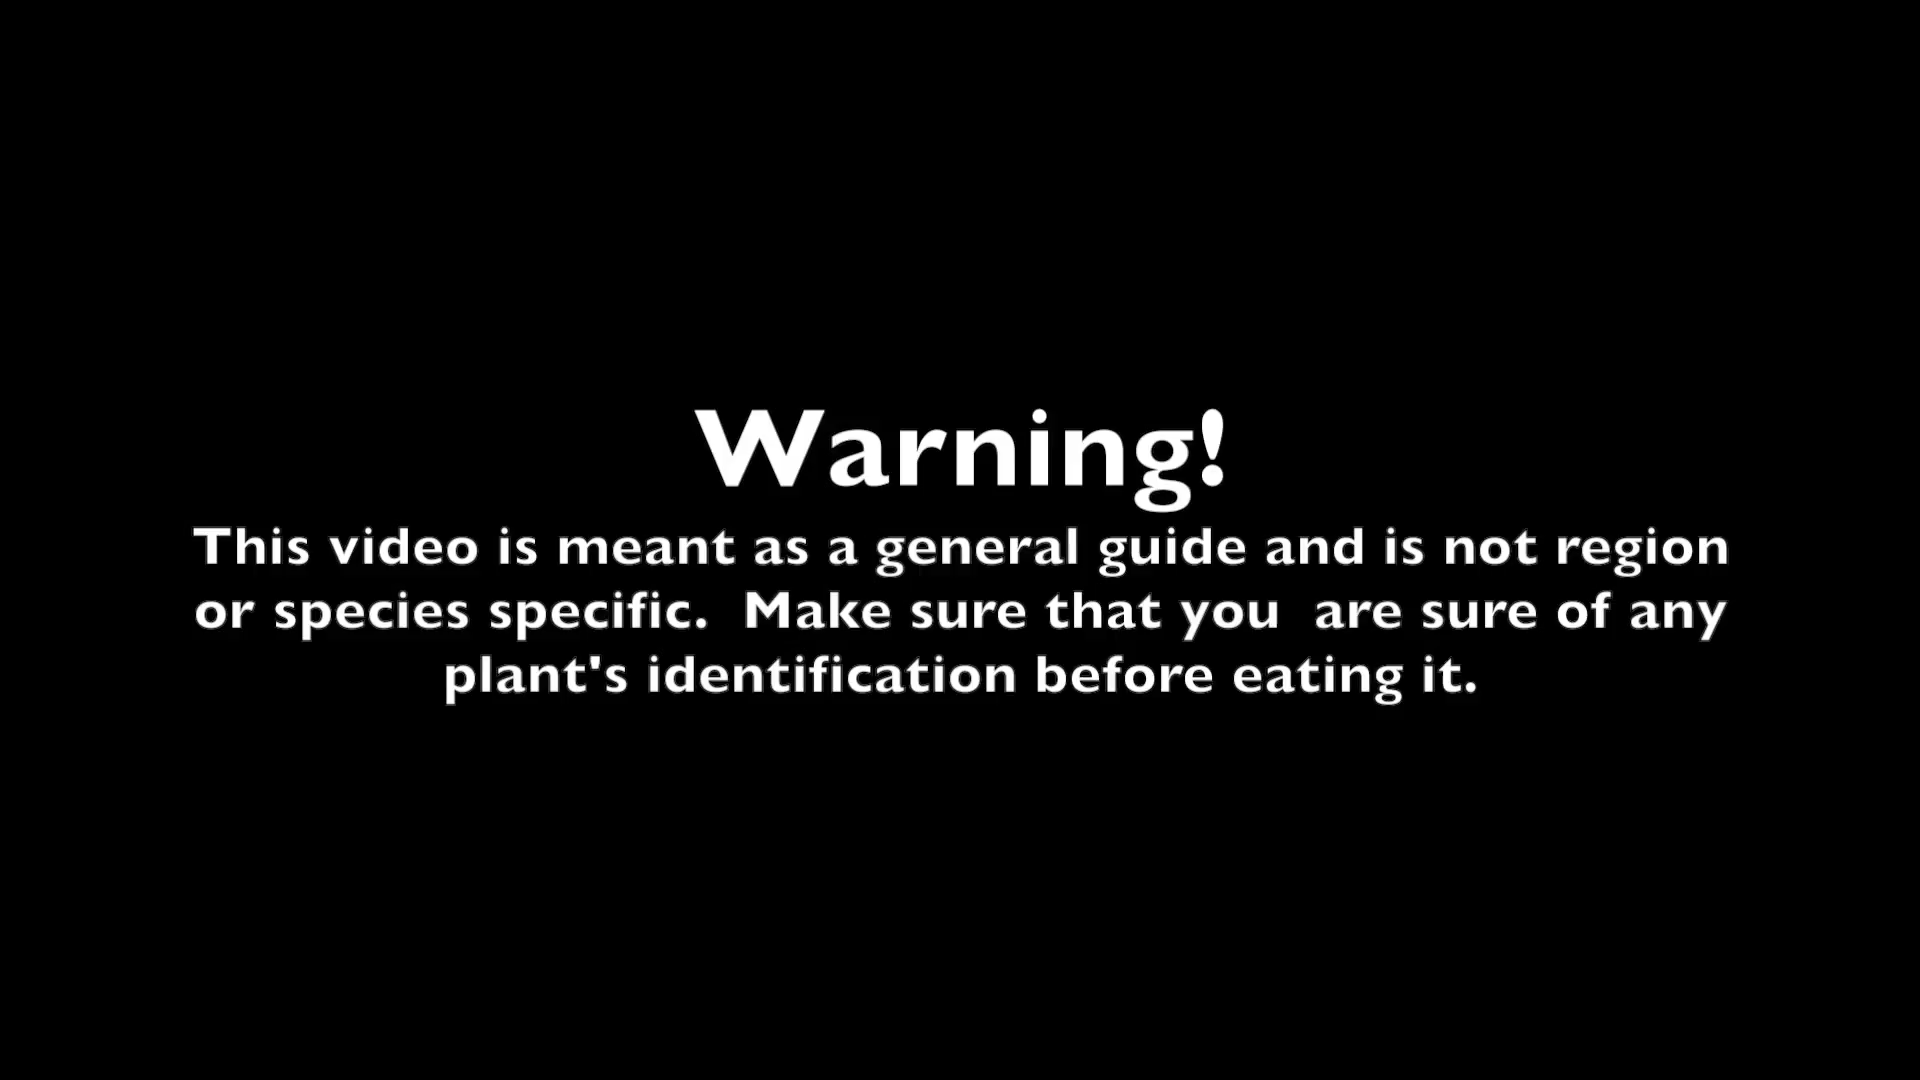 Warning!
This video is meant as a general guide and is not region
or species specific.  Make sure that you  are sure of any
plant's identification before eating it.